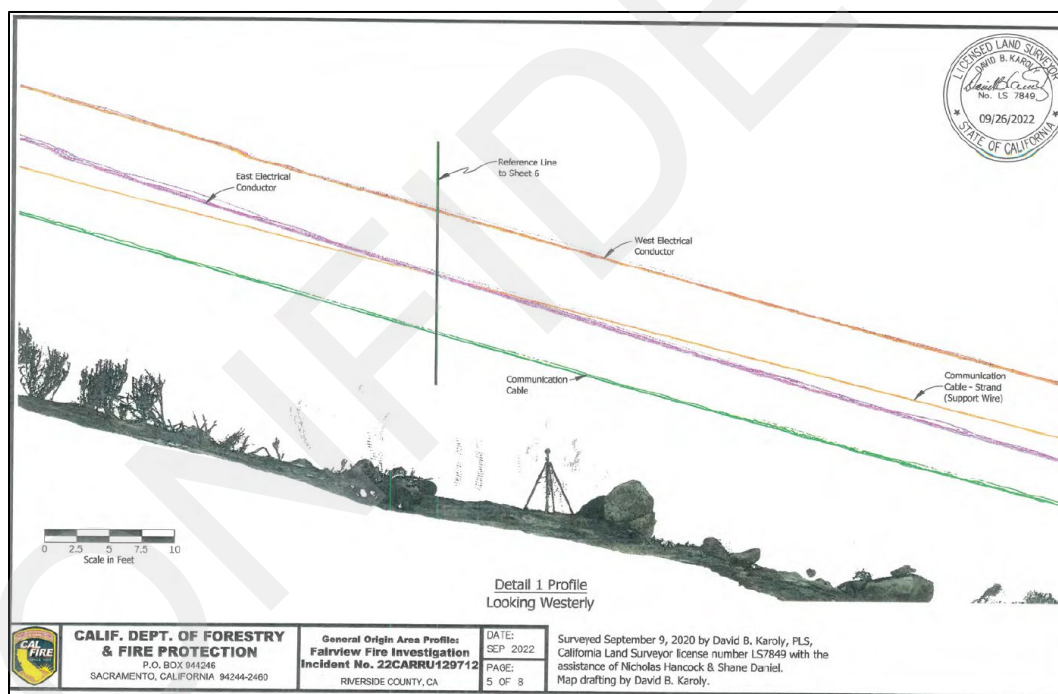 LICENSED LAND SURVEYOR
DAVID B. KAROLY
No. LS 7849
09/26/2022
STATE OF CALIFORNIA
Reference Line
to Sheet 6
East Electrical
Conductor
West Electrical
Conductor
Communication
Cable
Communication
Cable - Strand
(Support Wire)
0 2.5 5 7.5 10
Scale in Feet
Detail 1 Profile
Looking Westerly
CAL
FIRE
CALIF. DEPT. OF FORESTRY
& FIRE PROTECTION
P.O. BOX 944246
SACRAMENTO, CALIFORNIA 94244-2460
General Origin Area Profile:
Fairview Fire Investigation
Incident No. 22CARRU129712
RIVERSIDE COUNTY, CA
DATE:
SEP 2022
PAGE:
5 OF 8
Surveyed September 9, 2020 by David B. Karoly, PLS,
California Land Surveyor license number LS7849 with the
assistance of Nicholas Hancock & Shane Daniel.
Map drafting by David B. Karoly.
ONFIDE